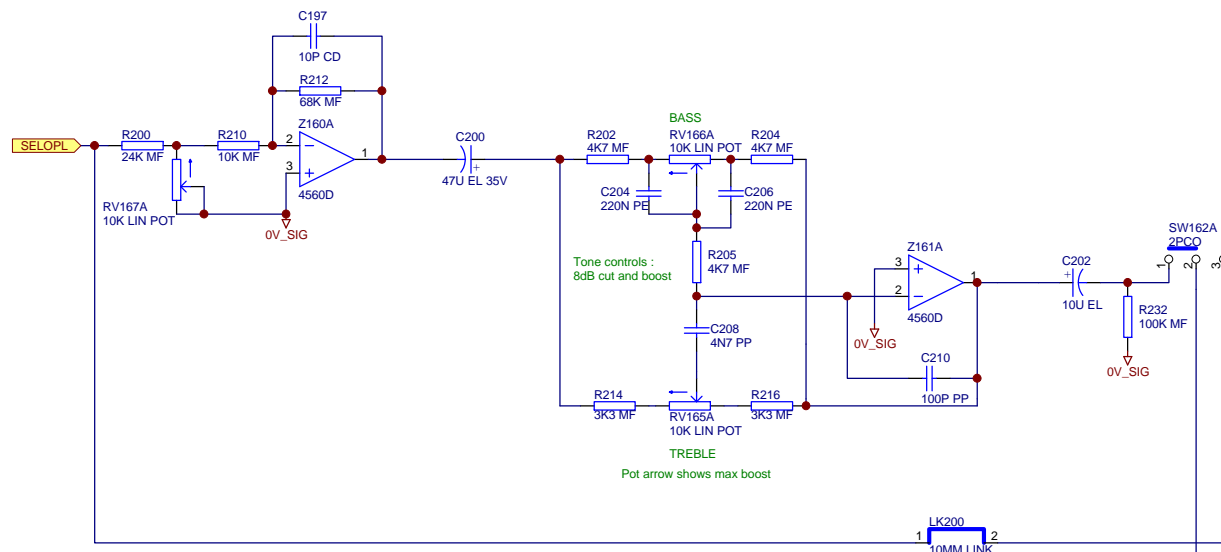 C197
10P CD
R212
68K MF
SELOPL
R200
24K MF
R210
10K MF
Z160A
2
3
1
4560D
RV167A
10K LIN POT
0V_SIG
C200
+
47U EL 35V
BASS
R202
4K7 MF
RV166A
10K LIN POT
R204
4K7 MF
C204
220N PE
C206
220N PE
R205
4K7 MF
Tone controls :
8dB cut and boost
C208
4N7 PP
Z161A
3
2
1
4560D
0V_SIG
C210
100P PP
C202
+
10U EL
SW162A
2PCO
1
2
3
R232
100K MF
0V_SIG
R214
3K3 MF
RV165A
10K LIN POT
R216
3K3 MF
TREBLE
Pot arrow shows max boost
LK200
1
2
10MM LINK